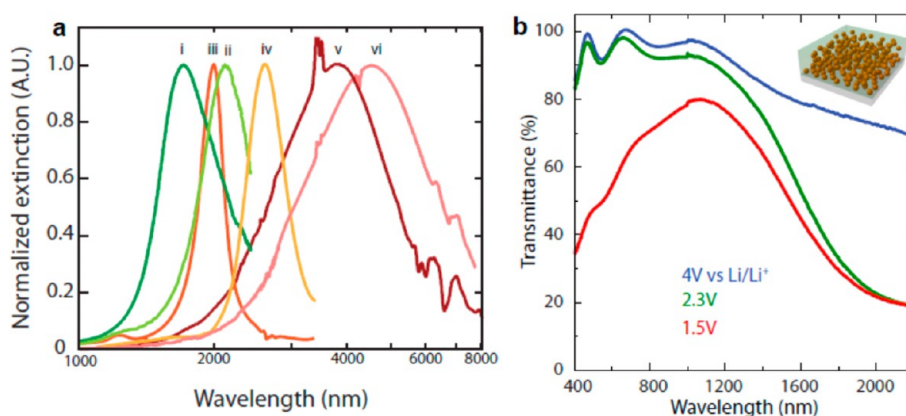 a
i iii ii iv v vi
Normalized extinction (A.U.)
1.0
0.8
0.6
0.4
0.2
0
1000 2000 4000 6000 8000
Wavelength (nm)
b
Transmittance (%)
100
80
60
40
20
0
4V vs Li/Li⁺
2.3V
1.5V
400 800 1200 1600 2000
Wavelength (nm)